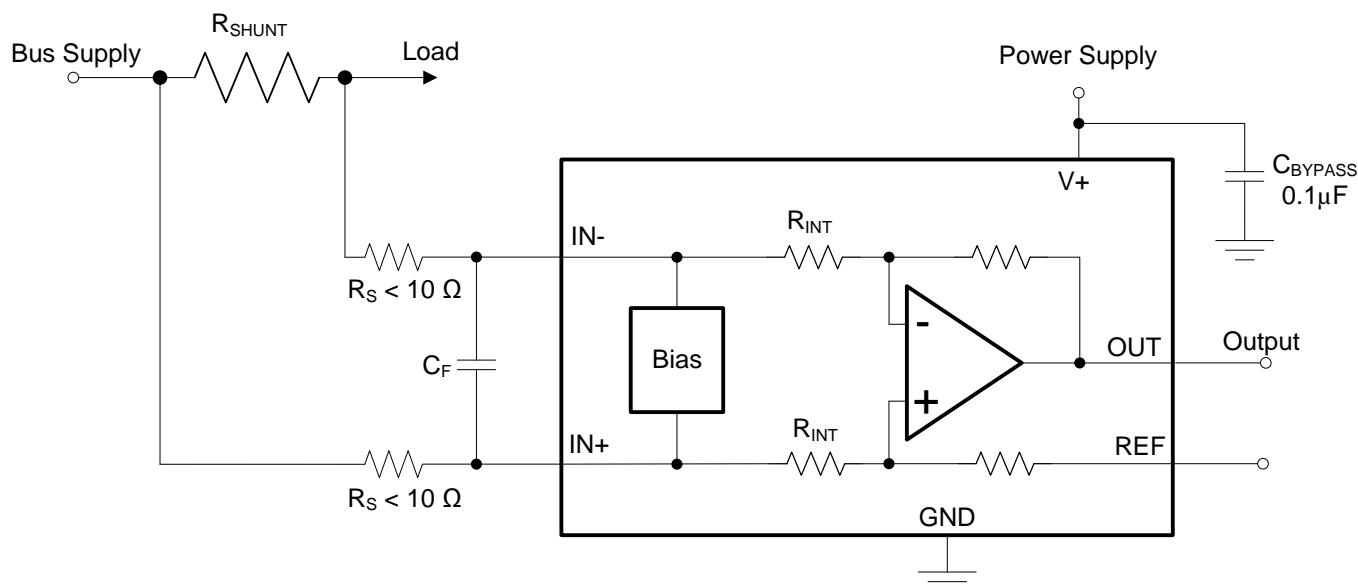 R_SHUNT
Bus Supply
Load
Power Supply
V+
C_BYPASS
0.1μF
IN-
R_INT
R_S < 10 Ω
-
Bias
C_F
OUT
Output
+
IN+
R_INT
REF
R_S < 10 Ω
GND